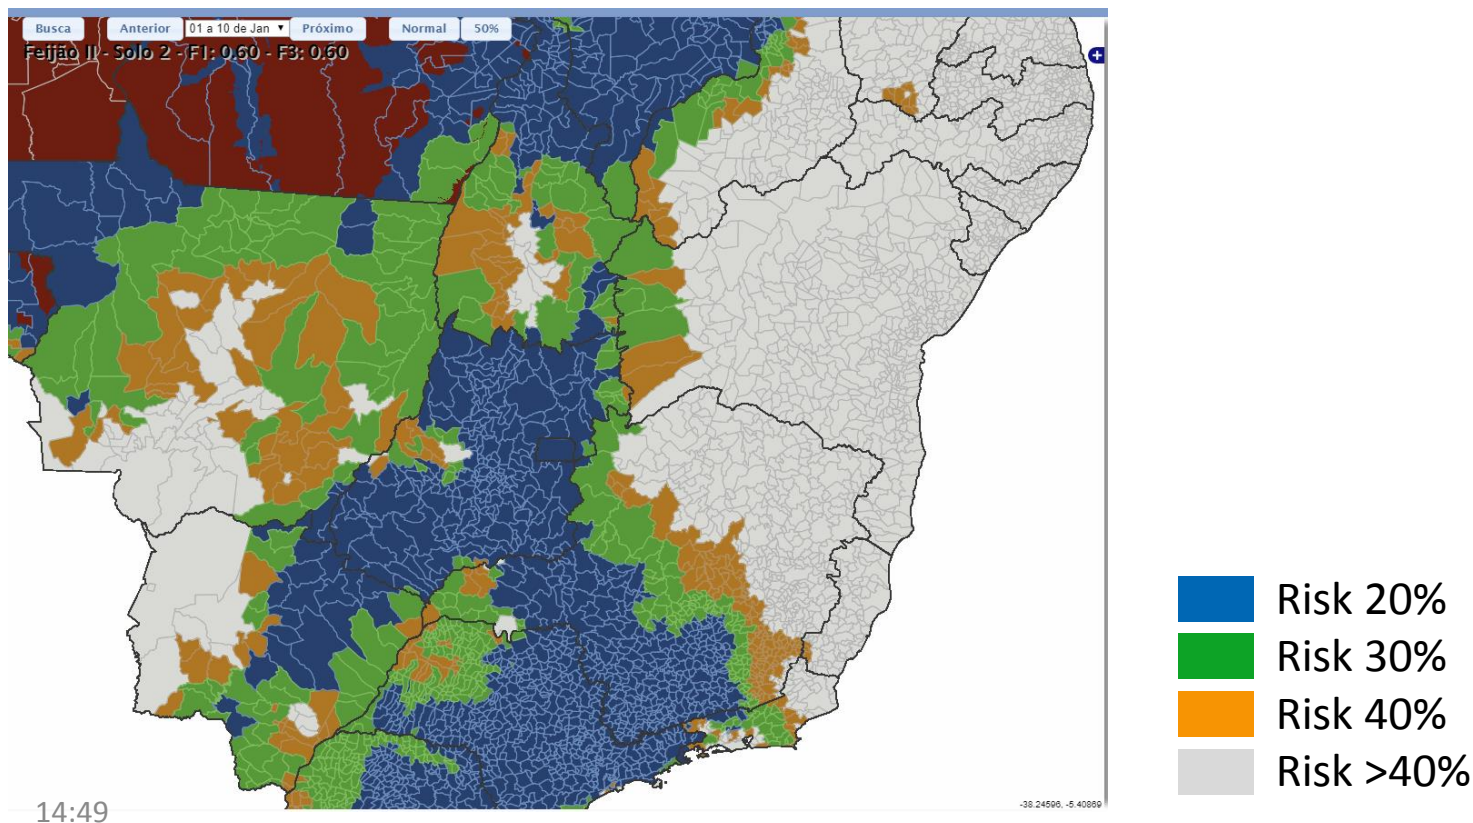 Busca Anterior 01 a 10 de Jan Próximo Normal 50%
Feijão II - Solo 2 - F1: 0.60 - F3: 0.60
+
Risk 20%
Risk 30%
Risk 40%
Risk >40%
-38.24596, -5.40869
14:49